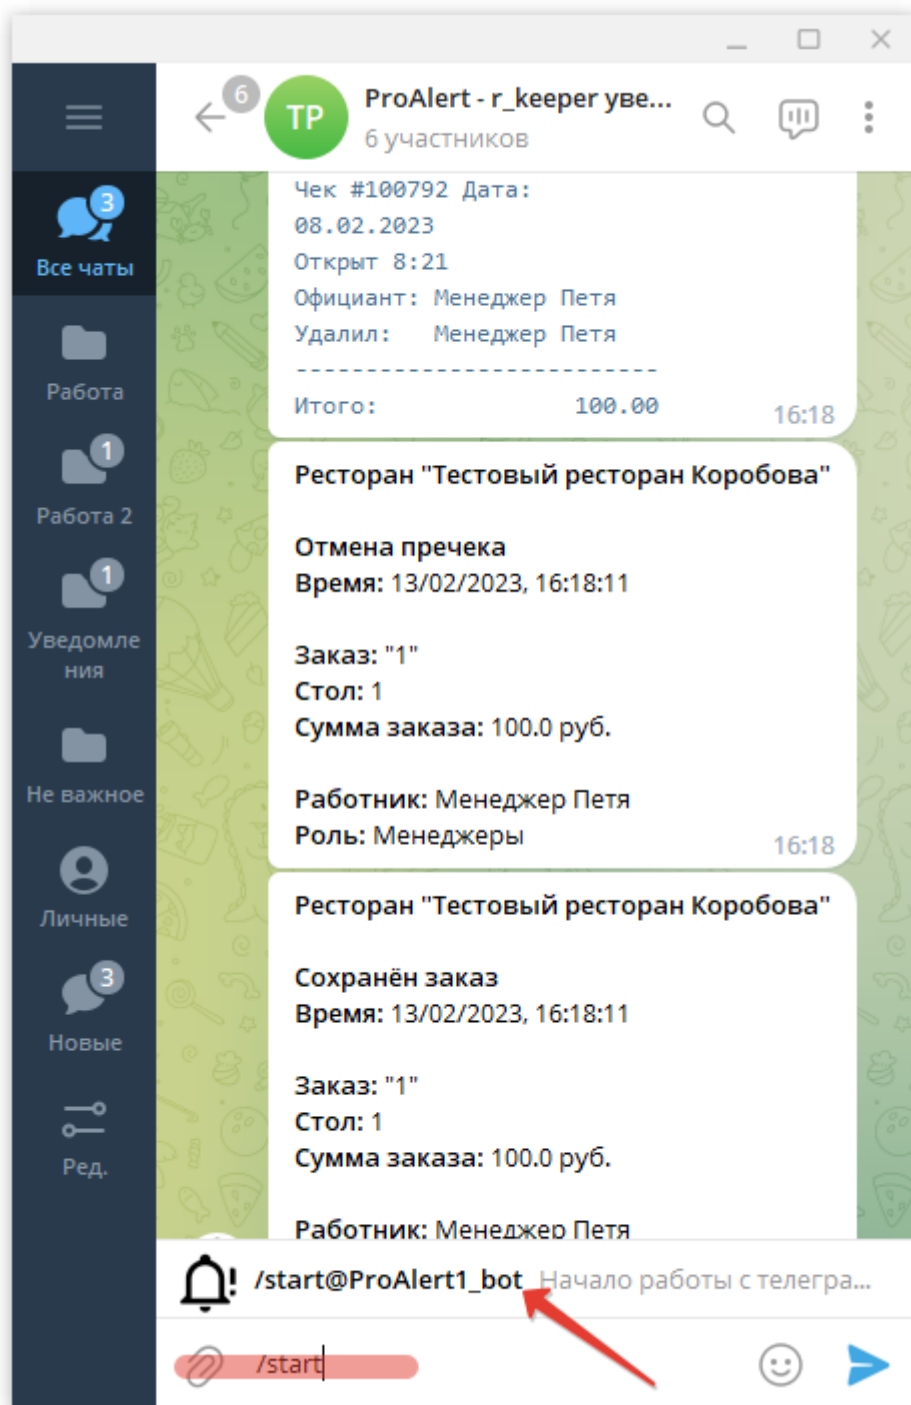 6
TP
ProAlert - r_keeper уве...
6 участников
3
Все чаты
Работа
1
Работа 2
1
Уведомле
ния
Не важное
Личные
3
Новые
Ред.
Чек #100792 Дата:
08.02.2023
Открыт 8:21
Официант: Менеджер Петя
Удалил: Менеджер Петя
--------------------------
Итого: 100.00
16:18
Ресторан "Тестовый ресторан Коробова"
Отмена пречека
Время: 13/02/2023, 16:18:11
Заказ: "1"
Стол: 1
Сумма заказа: 100.0 руб.
Работник: Менеджер Петя
Роль: Менеджеры
16:18
Ресторан "Тестовый ресторан Коробова"
Сохранён заказ
Время: 13/02/2023, 16:18:11
Заказ: "1"
Стол: 1
Сумма заказа: 100.0 руб.
Работник: Менеджер Петя
/start@ProAlert1_bot Начало работы с телегра...
/start